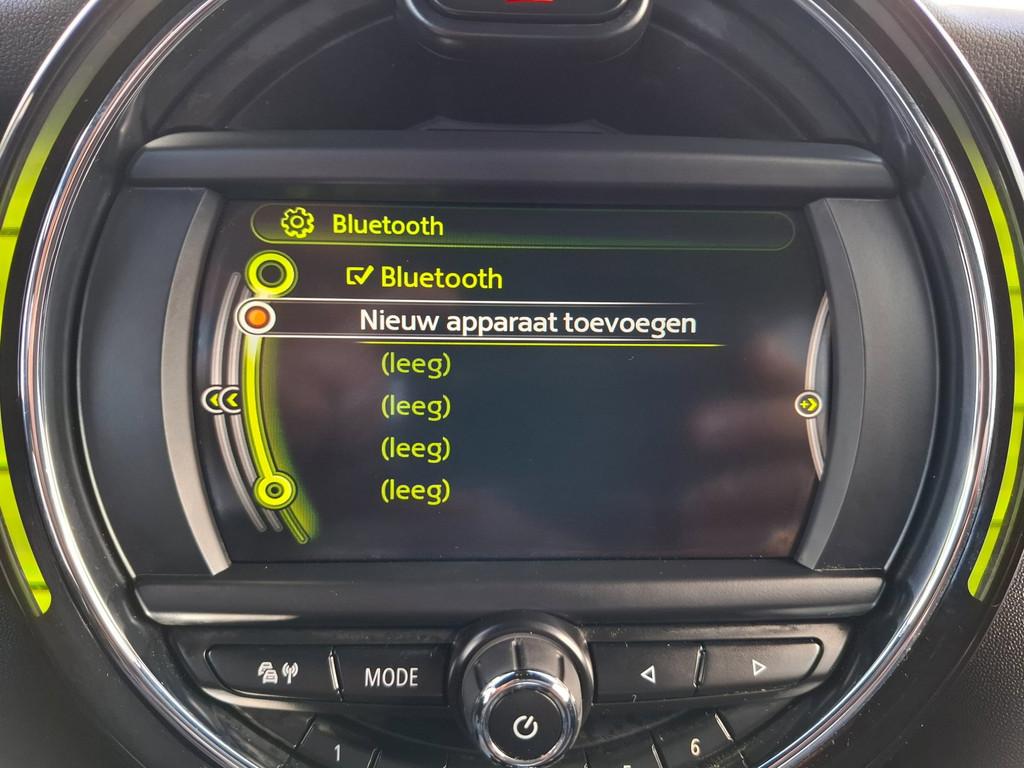 Bluetooth
Bluetooth
Nieuw apparaat toevoegen
(leeg)
(leeg)
(leeg)
(leeg)
MODE
1
6